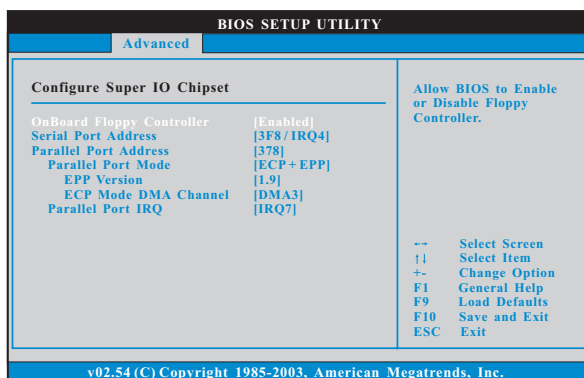 BIOS SETUP UTILITY
Advanced
Configure Super IO Chipset
OnBoard Floppy Controller [Enabled]
Serial Port Address [3F8 / IRQ4]
Parallel Port Address [378]
Parallel Port Mode [ECP + EPP]
EPP Version [1.9]
ECP Mode DMA Channel [DMA3]
Parallel Port IRQ [IRQ7]
Allow BIOS to Enable
or Disable Floppy
Controller.
←→ Select Screen
↑↓ Select Item
+- Change Option
F1 General Help
F9 Load Defaults
F10 Save and Exit
ESC Exit
v02.54 (C) Copyright 1985-2003, American Megatrends, Inc.